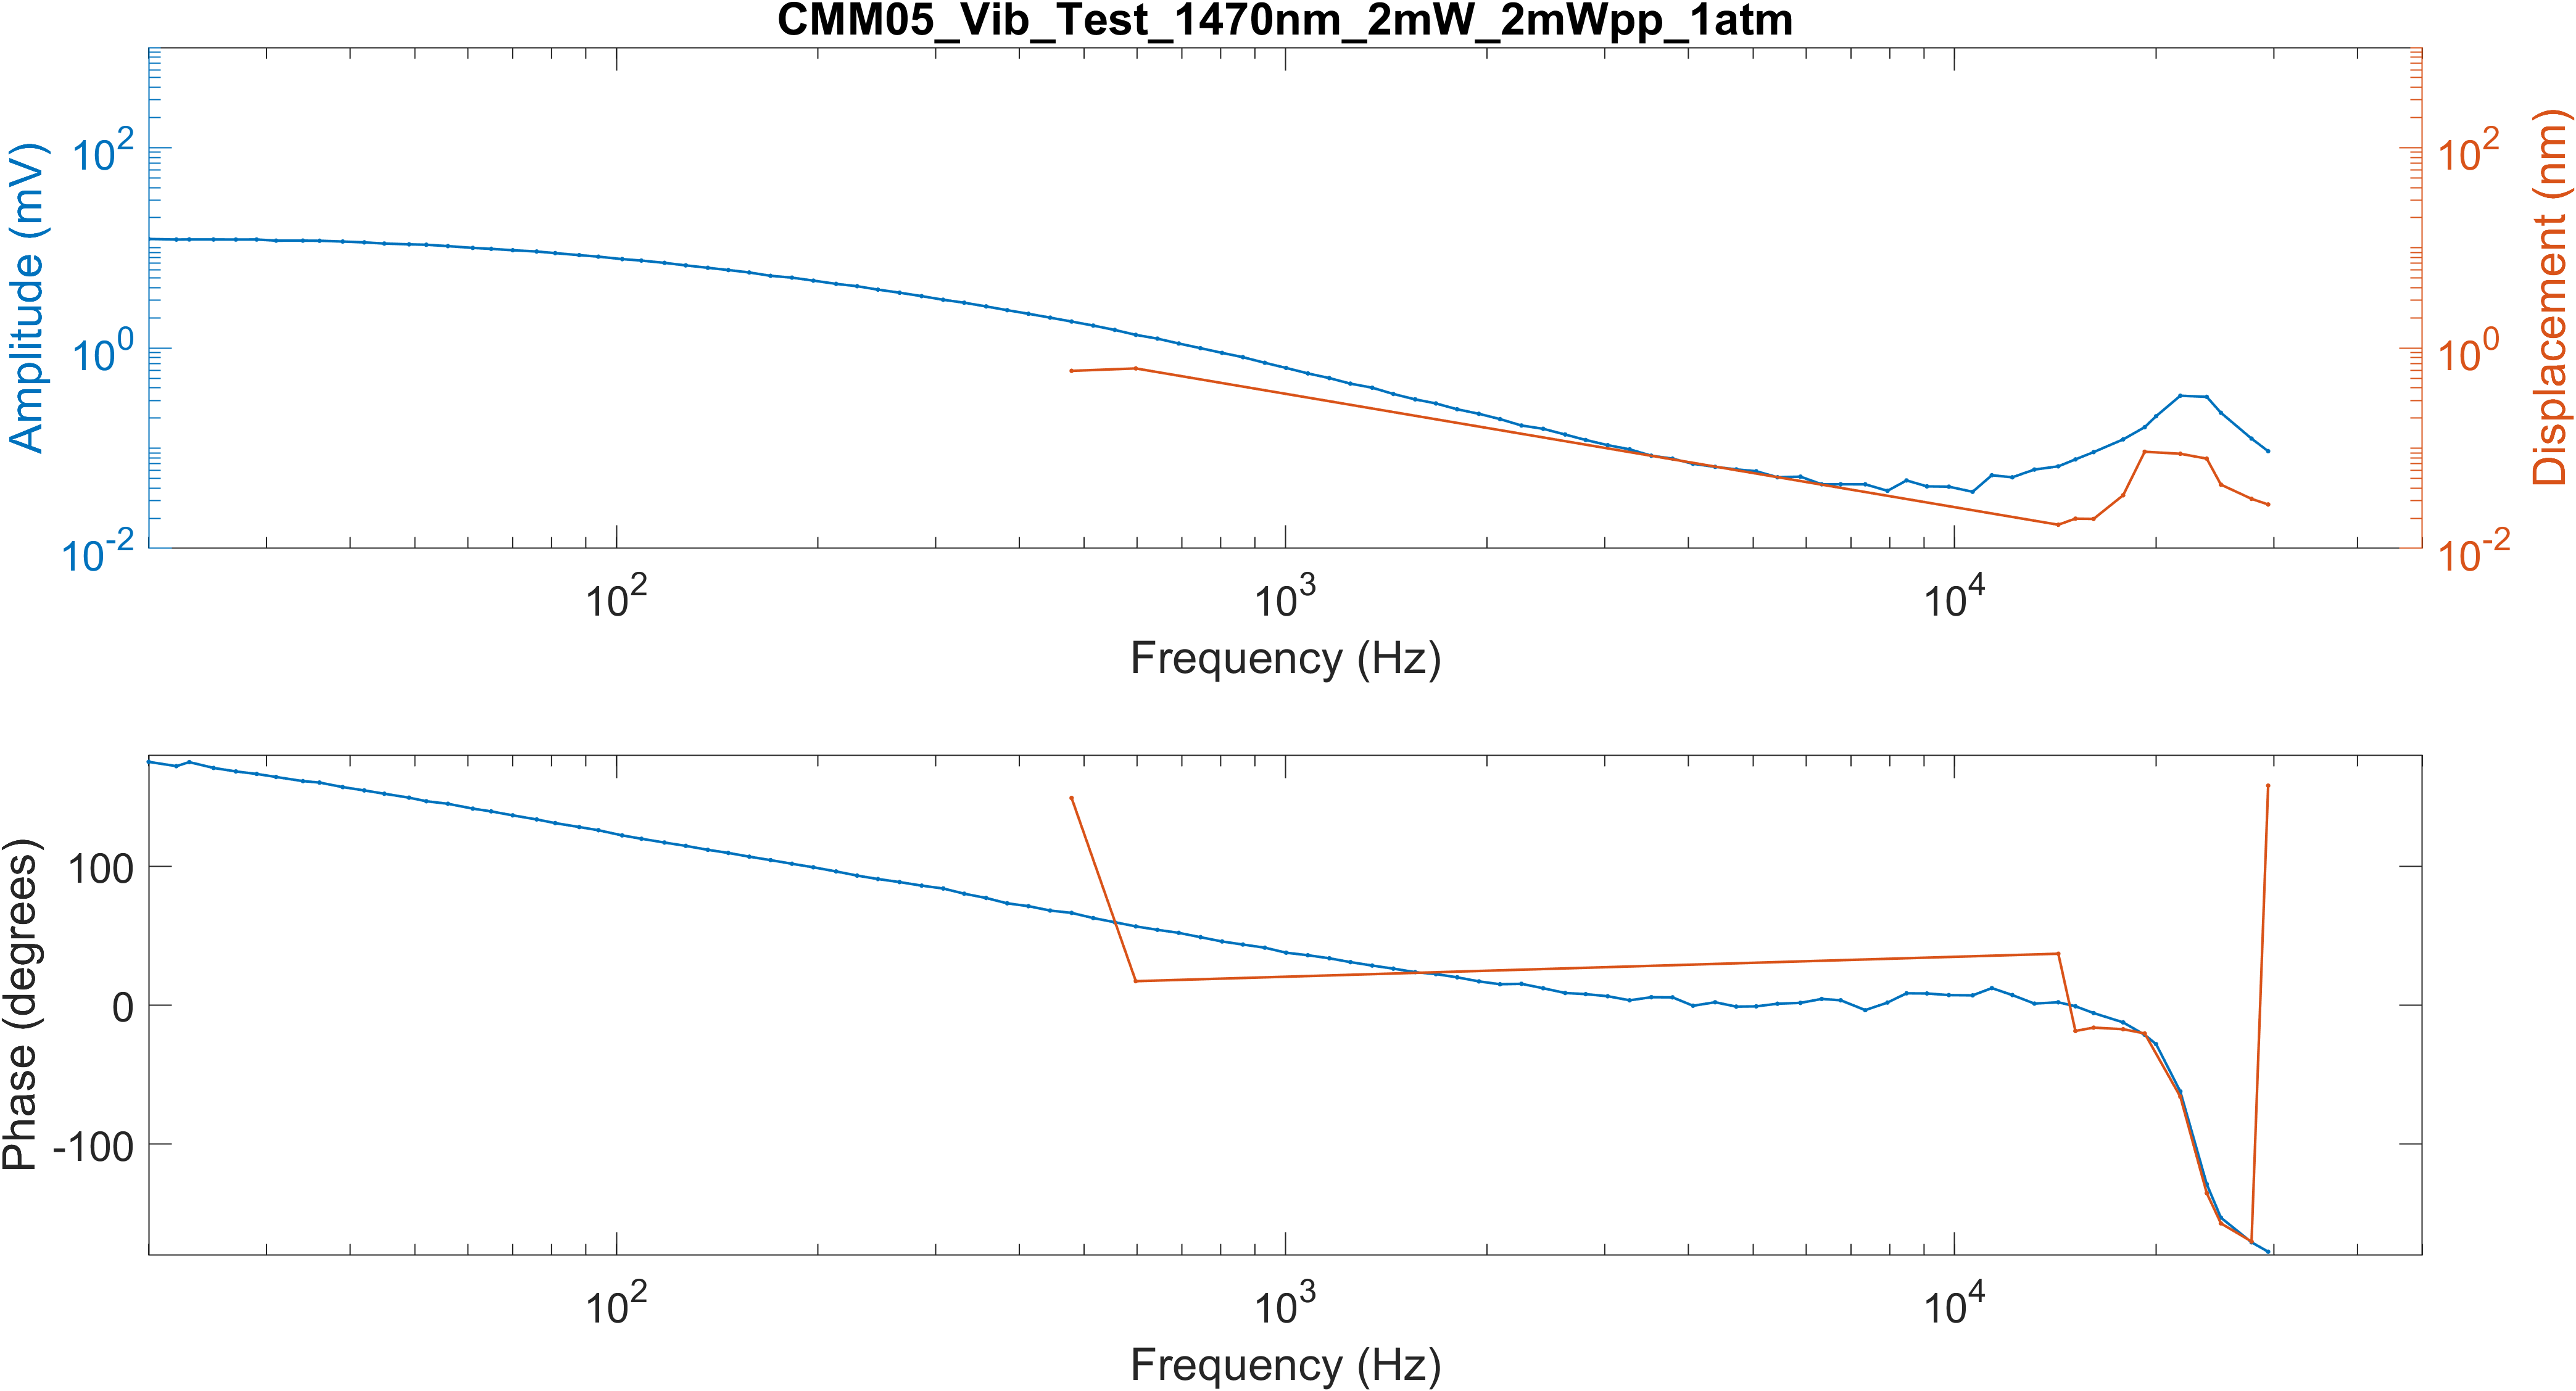 CMM05_Vib_Test_1470nm_2mW_2mWpp_1atm
Amplitude (mV)
10^2
10^0
10^-2
Displacement (nm)
10^2
10^0
10^-2
10^2 10^3 10^4
Frequency (Hz)
Phase (degrees)
100
0
-100
10^2 10^3 10^4
Frequency (Hz)